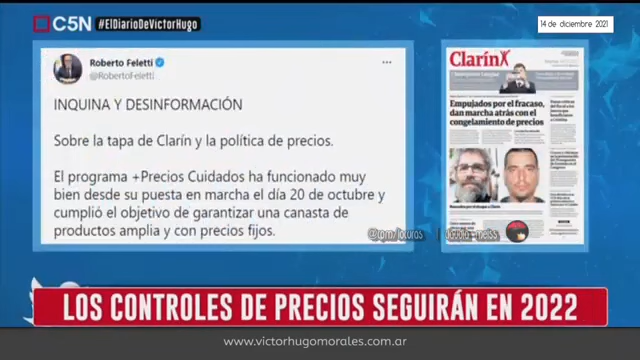 C5N
#ElDiarioDeVictorHugo
14 de diciembre 2021
Roberto Feletti
@RobertoFeletti
INQUINA Y DESINFORMACIÓN
Sobre la tapa de Clarín y la política de precios.
El programa +Precios Cuidados ha funcionado muy
bien desde su puesta en marcha el día 20 de octubre y
cumplió el objetivo de garantizar una canasta de
productos amplia y con precios fijos.
Clarín
Empujados por el fracaso,
dan marcha atrás con el
congelamiento de precios
LOS CONTROLES DE PRECIOS SEGUIRÁN EN 2022
www.victorhugomorales.com.ar